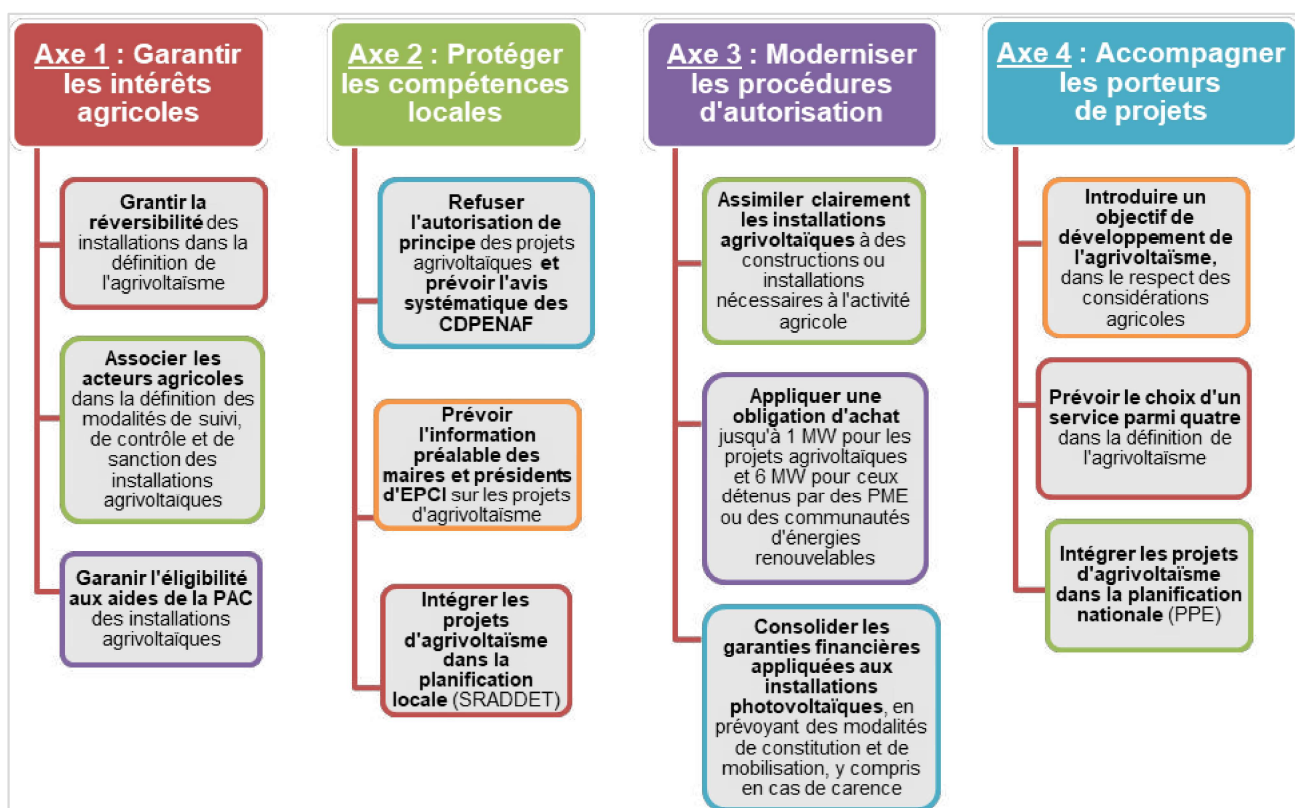 Axe 1 : Garantir
les intérêts
agricoles
Grantir la
réversibilité des
installations dans la
définition de
l'agrivoltaïsme
Associer les
acteurs agricoles
dans la définition des
modalités de suivi,
de contrôle et de
sanction des
installations
agrivoltaïques
Garanir l'éligibilité
aux aides de la PAC
des installations
agrivoltaïques
Axe 2 : Protéger
les compétences
locales
Refuser
l'autorisation de
principe des projets
agrivoltaïques et
prévoir l'avis
systématique des
CDPENAF
Prévoir
l'information
préalable des
maires et présidents
d'EPCI sur les projets
d'agrivoltaïsme
Intégrer les
projets
d'agrivoltaïsme
dans la
planification
locale (SRADDET)
Axe 3 : Moderniser
les procédures
d'autorisation
Assimiler clairement
les installations
agrivoltaïques à des
constructions ou
installations
nécessaires à l'activité
agricole
Appliquer une
obligation d'achat
jusqu'à 1 MW pour les
projets agrivoltaïques
et 6 MW pour ceux
détenus par des PME
ou des communautés
d'énergies
renouvelables
Consolider les
garanties financières
appliquées aux
installations
photovoltaïques, en
prévoyant des modalités
de constitution et de
mobilisation, y compris
en cas de carence
Axe 4 : Accompagner
les porteurs
de projets
Introduire un
objectif de
développement de
l'agrivoltaïsme,
dans le respect des
considérations
agricoles
Prévoir le choix d'un
service parmi quatre
dans la définition de
l'agrivoltaïsme
Intégrer les projets
d'agrivoltaïsme
dans la planification
nationale (PPE)